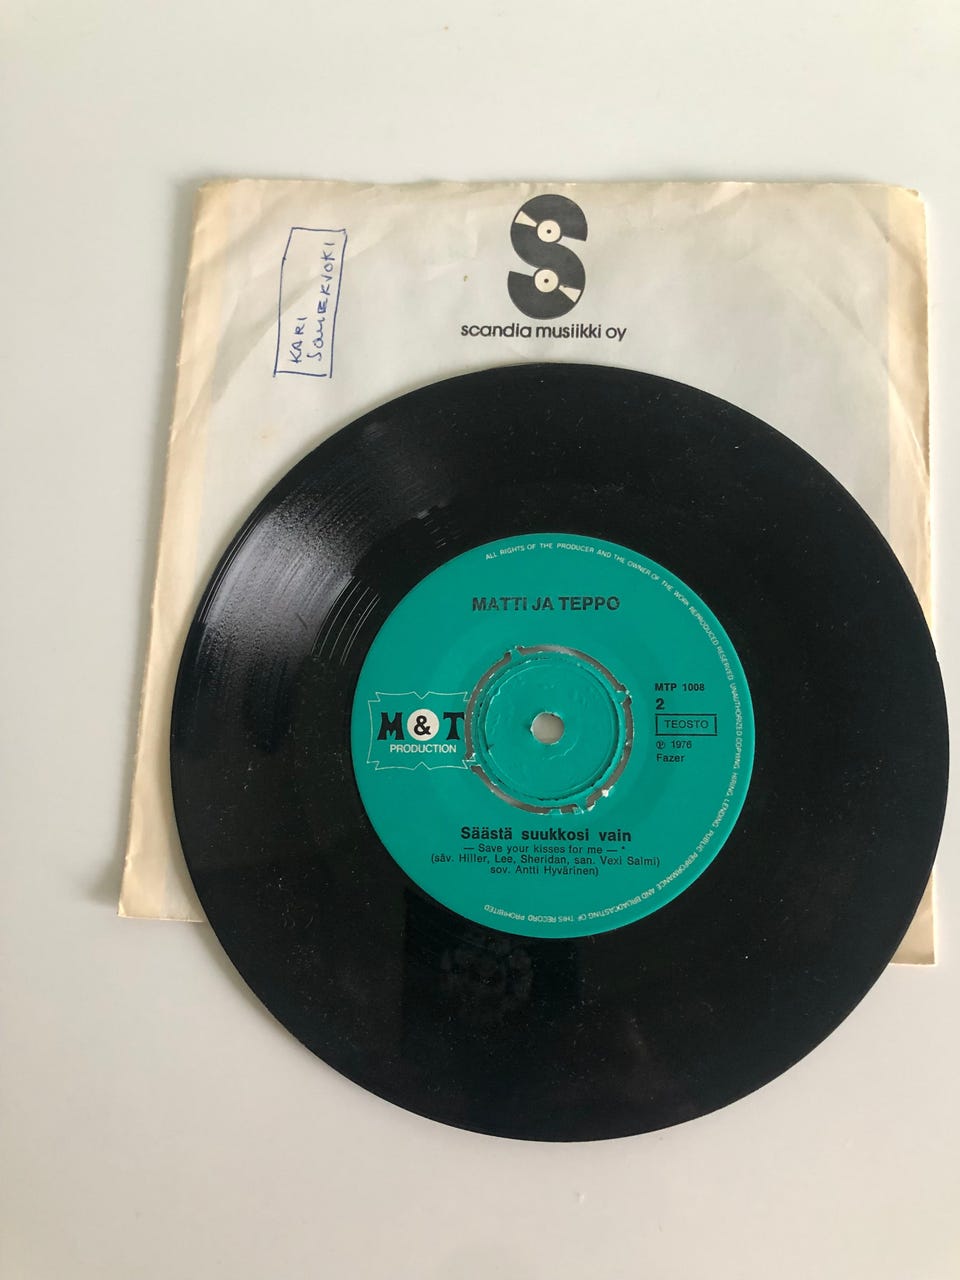 scandia musiikki oy
KARI
ALL RIGHTS OF THE PRODUCER AND THE OWNER OF THE WORK REPRODUCED RESERVED. UNAUTHORIZED COPYING HIRING, LENDING, PUBLIC PERFORMANCE AND BROADCASTING OF THIS RECORD PROHIBITED
MATTI JA TEPPO
MTP 1008
2
TEOSTO
℗ 1976
Fazer
M&T
PRODUCTION
Säästä suukkosi vain
— Save your kisses for me — *
(säv. Hiller, Lee, Sheridan, san. Vexi Salmi)
sov. Antti Hyvärinen)